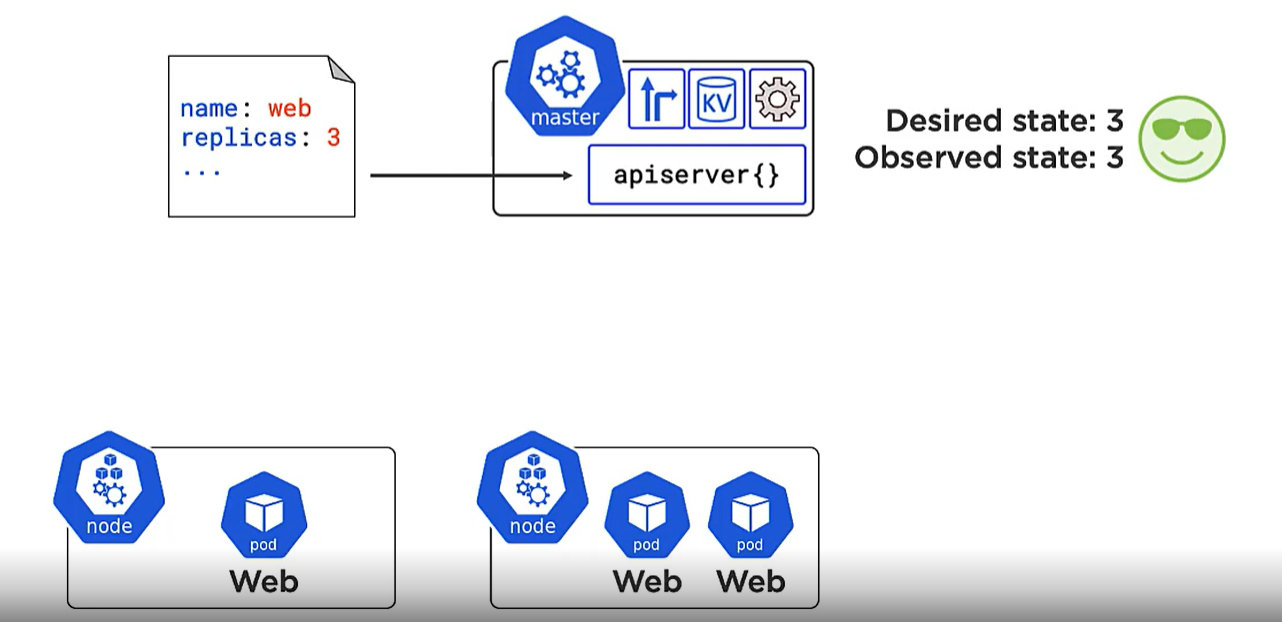 name: web
replicas: 3
...
master
KV
apiserver{}
Desired state: 3
Observed state: 3
node
pod
Web
node
pod
pod
Web
Web